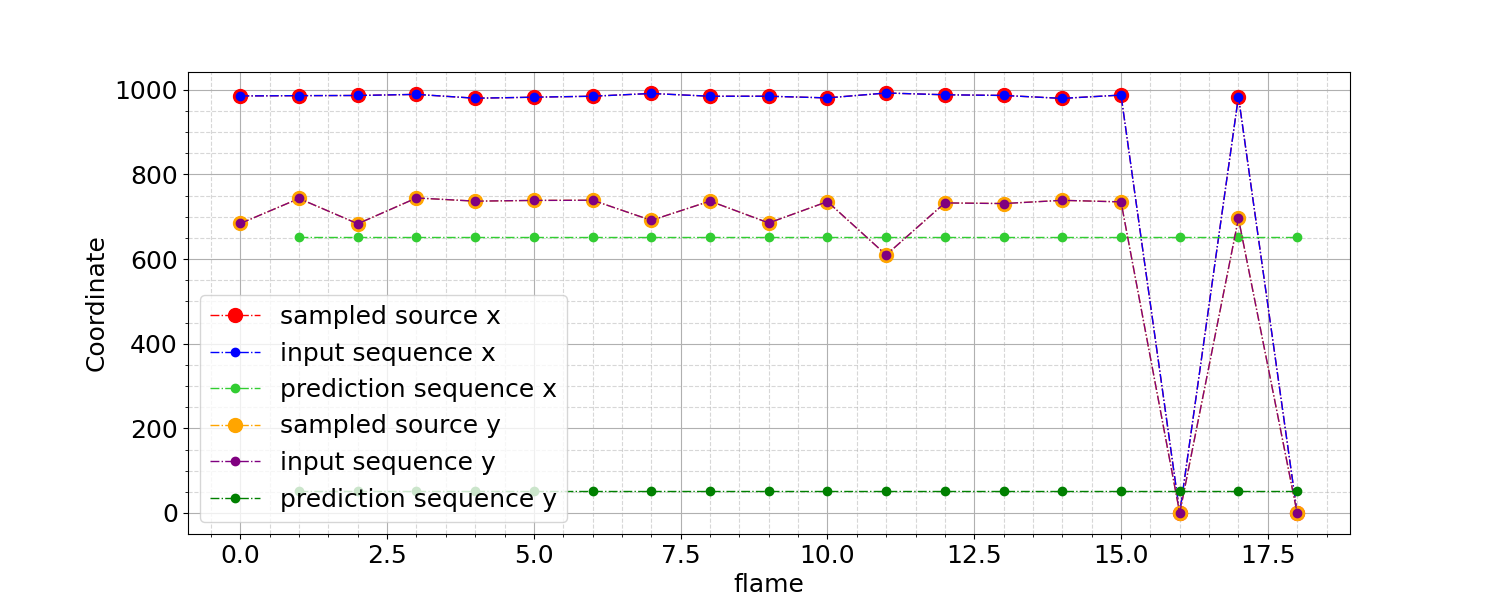 1000
800
600
400
200
0
Coordinate
sampled source x
input sequence x
prediction sequence x
sampled source y
input sequence y
prediction sequence y
0.0 2.5 5.0 7.5 10.0 12.5 15.0 17.5
flame